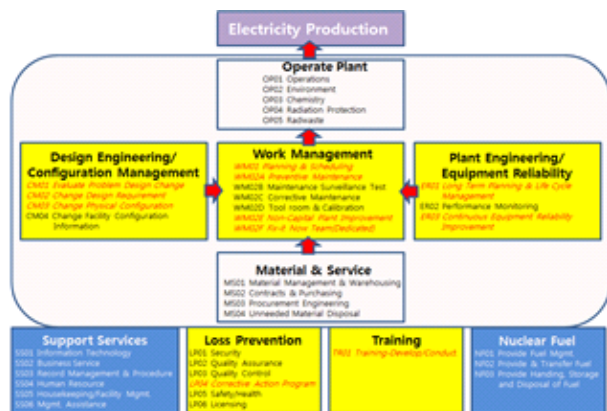 Electricity Production
Operate Plant
OP01 Operations
OP02 Environment
OP03 Chemistry
OP04 Radiation Protection
OP05 Radwaste
Design Engineering/
Configuration Management
CM01 Evaluate Problem Design Change
CM02 Change Design Requirement
CM03 Change Physical Configuration
CM04 Change Facility Configuration
Information
Work Management
WM01 Planning & Scheduling
WM02A Preventive Maintenance
WM02B Maintenance Surveillance Test
WM02C Corrective Maintenance
WM02D Tool room & Calibration
WM02E Non-Capital Plant Improvement
WM02F Fix-It Now Team(Dedicated)
Plant Engineering/
Equipment Reliability
ER01 Long Term Planning & Life Cycle
Management
ER02 Performance Monitoring
ER03 Continuous Equipment Reliability
Improvement
Material & Service
MS01 Material Management & Warehousing
MS02 Contracts & Purchasing
MS03 Procurement Engineering
MS04 Unneeded Material Disposal
Support Services
SS01 Information Technology
SS02 Business Service
SS03 Record Management & Procedure
SS04 Human Resource
SS05 Housekeeping/Facility Mgmt.
SS06 Mgmt. Assistance
Loss Prevention
LP01 Security
LP02 Quality Assurance
LP03 Quality Control
LP04 Corrective Action Program
LP05 Safety/Health
LP06 Licensing
Training
TR01 Training-Develop/Conduct
Nuclear Fuel
NF01 Provide Fuel Mgmt.
NF02 Provide & Transfer Fuel
NF03 Provide Handing, Storage
and Disposal of Fuel